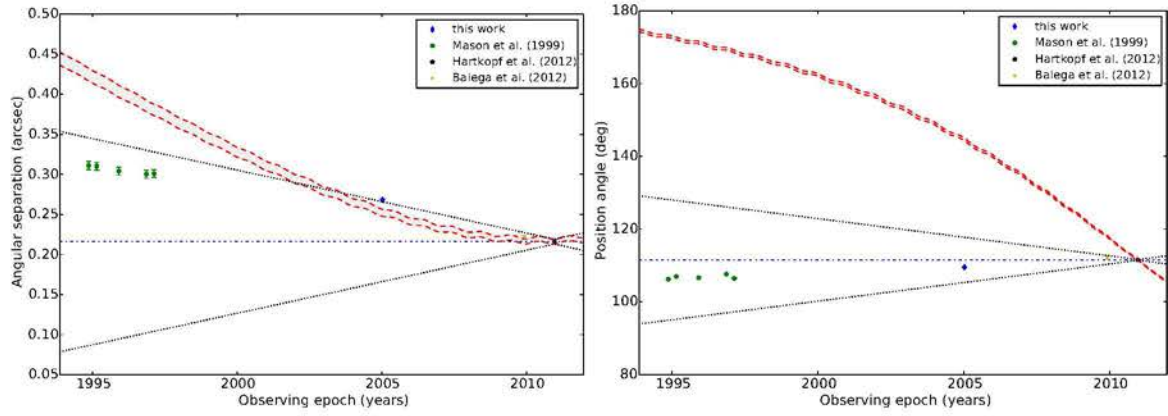 0.50
0.45
0.40
0.35
0.30
0.25
0.20
0.15
0.10
0.05
Angular separation (arcsec)
1995 2000 2005 2010
Observing epoch (years)
this work
Mason et al. (1999)
Hartkopf et al. (2012)
Balega et al. (2012)
180
160
140
120
100
80
Position angle (deg)
1995 2000 2005 2010
Observing epoch (years)
this work
Mason et al. (1999)
Hartkopf et al. (2012)
Balega et al. (2012)